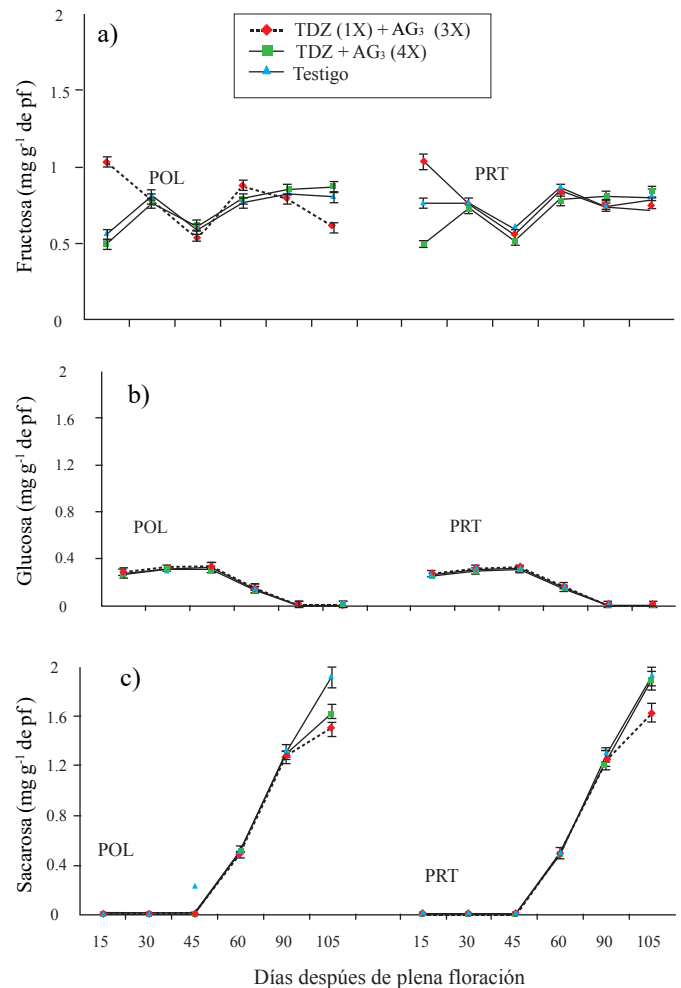 a)
TDZ (1X) + AG₃ (3X)
TDZ + AG₃ (4X)
Testigo
2
1.5
1
0.5
0
Fructosa (mg g⁻¹ de pf)
POL
PRT
b)
2
1.6
1.2
0.8
0.4
0
Glucosa (mg g⁻¹ de pf)
POL
PRT
c)
2
1.6
1.2
0.8
0.4
0
Sacarosa (mg g⁻¹ de pf)
POL
PRT
15 30 45 60 90 105 15 30 45 60 90 105
Días despúes de plena floración